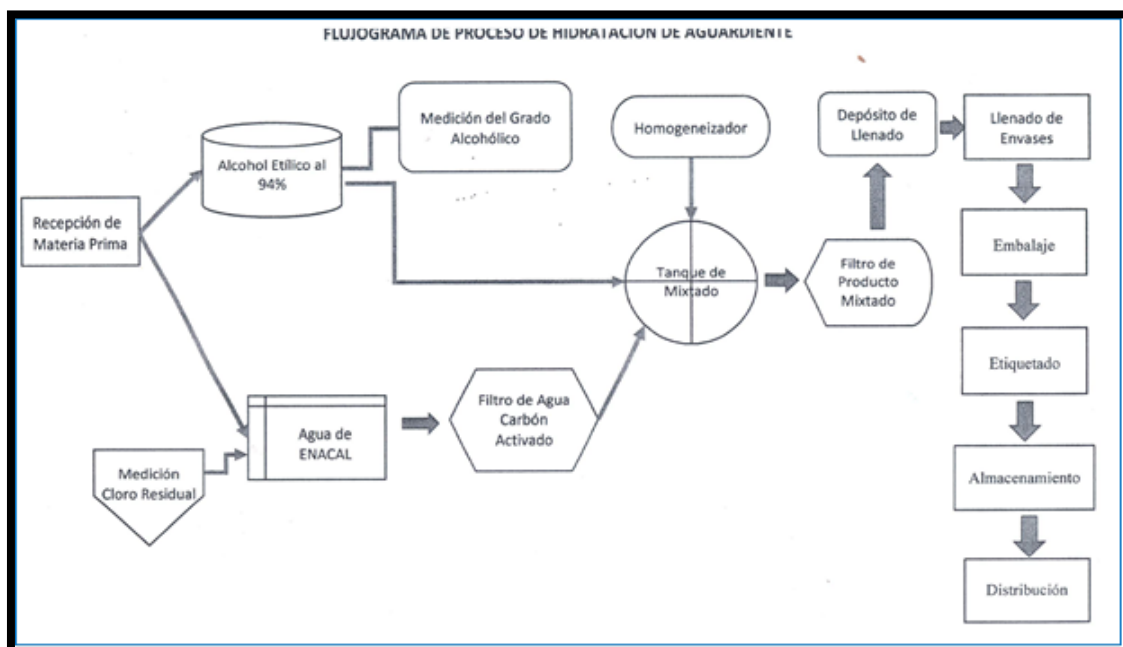 FLUJOGRAMA DE PROCESO DE HIDRATACION DE AGUARDIENTE
Medición del Grado
Alcohólico
Alcohol Etílico al
94%
Recepción de
Materia Prima
Homogeneizador
Depósito de
Llenado
Llenado de
Envases
Tanque de
Mixtado
Filtro de
Producto
Mixtado
Embalaje
Etiquetado
Filtro de Agua
Carbón
Activado
Agua de
ENACAL
Medición
Cloro Residual
Almacenamiento
Distribución